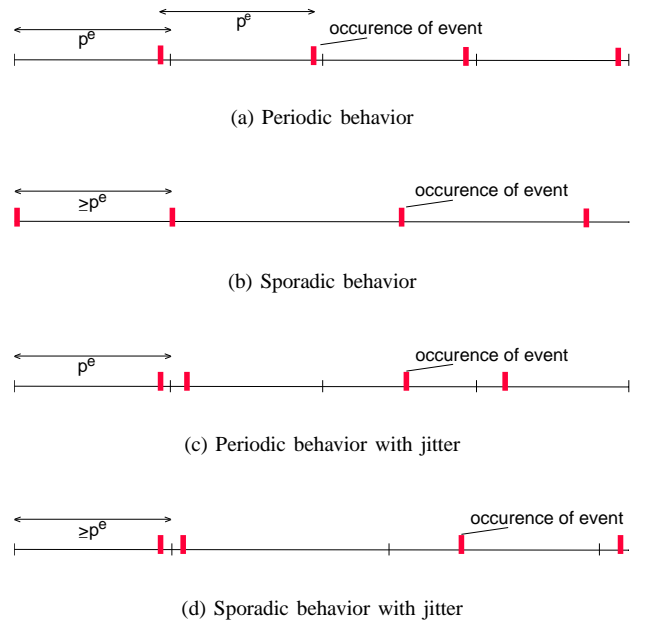 p^e
occurence of event
p^e
(a) Periodic behavior
≥p^e
occurence of event
(b) Sporadic behavior
p^e
occurence of event
(c) Periodic behavior with jitter
≥p^e
occurence of event
(d) Sporadic behavior with jitter